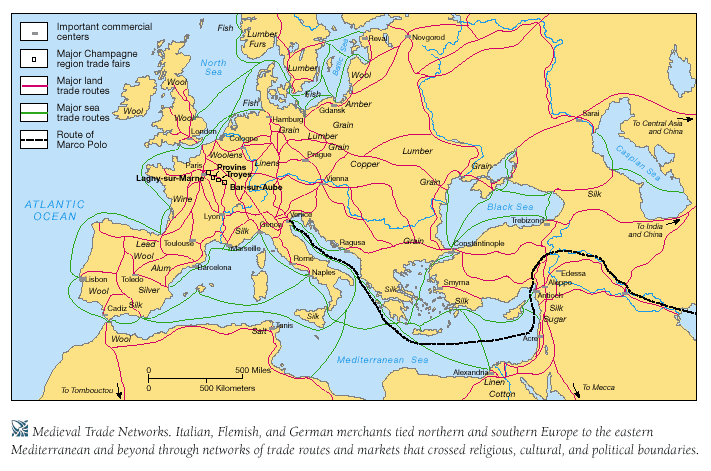 Important commercial
centers
Major Champagne
region trade fairs
Major land
trade routes
Major sea
trade routes
Route of
Marco Polo
Fish
Lumber
Furs
North
Sea
Baltic Sea
Reval
Novgorod
Lumber
Wool
Fish
Fish
Amber
Gdansk
Wool
Wool
Wool
London
Hamburg
Grain
Grain
Cologne
Lumber
Grain
Prague
Copper
Lumber
Woolens
Linens
Paris
Provins
Troyes
Lagny-sur-Marne
Bar-sur-Aube
Vienna
Grain
Grain
Sarai
To Central Asia
and China
Caspian Sea
ATLANTIC
OCEAN
Wine
Lyon
Silk
Venice
Genoa
Black Sea
Silk
Trebizond
To India
and China
Lead
Wool
Toulouse
Marseille
Ragusa
Grain
Constantinople
Alum
Barcelona
Rome
Naples
Lisbon
Wool
Toledo
Silver
Silk
Cadiz
Silk
Smyrna
Silk
Silk
Edessa
Aleppo
Antioch
Silk
Sugar
Wool
Salt
Tunis
Acre
Mediterranean Sea
Alexandria
Linen
Cotton
To Tombouctou
0 500 Miles
0 500 Kilometers
To Mecca
Medieval Trade Networks. Italian, Flemish, and German merchants tied northern and southern Europe to the eastern
Mediterranean and beyond through networks of trade routes and markets that crossed religious, cultural, and political boundaries.